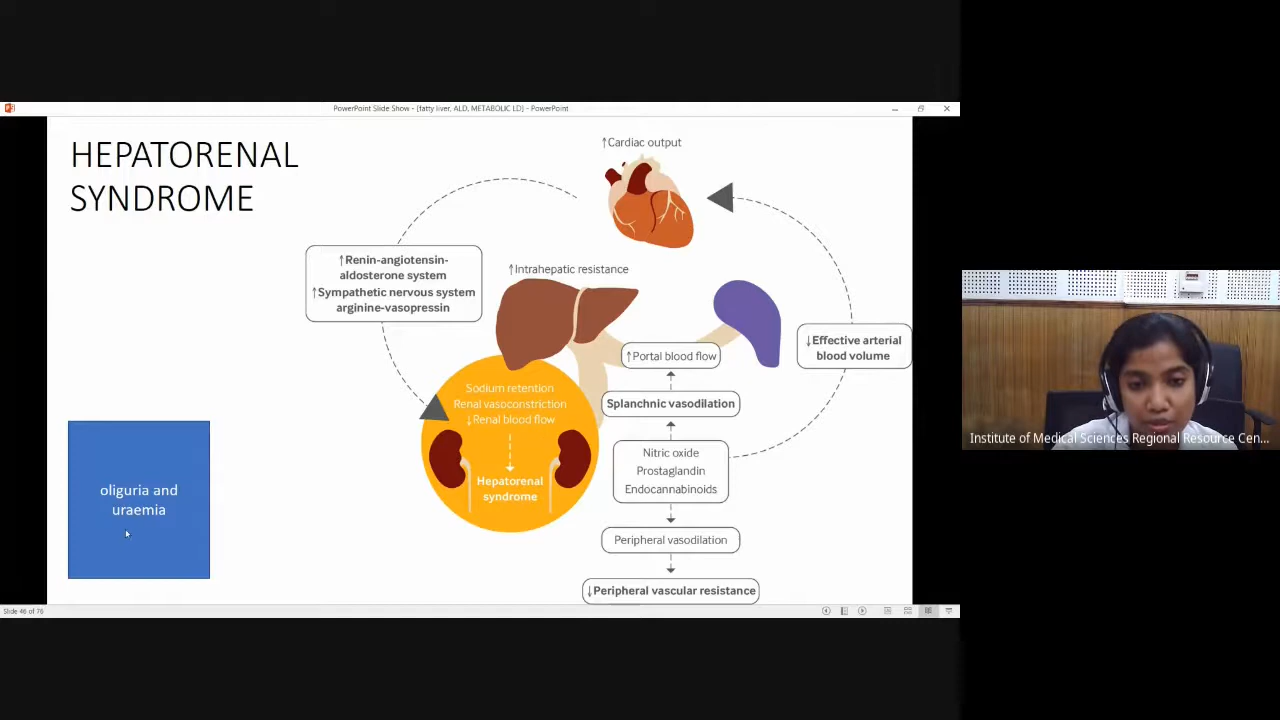 PowerPoint Slide Show - [fatty liver, ALD, METABOLIC LD] - PowerPoint
HEPATORENAL
SYNDROME
↑Cardiac output
↑Renin-angiotensin-
aldosterone system
↑Sympathetic nervous system
arginine-vasopressin
↑Intrahepatic resistance
↑Portal blood flow
↓Effective arterial
blood volume
Sodium retention
Renal vasoconstriction
↓Renal blood flow
Splanchnic vasodilation
Nitric oxide
Prostaglandin
Endocannabinoids
Hepatorenal
syndrome
oliguria and
uraemia
Peripheral vasodilation
↓Peripheral vascular resistance
Slide 46 of 76
Institute of Medical Sciences Regional Resource Cen...